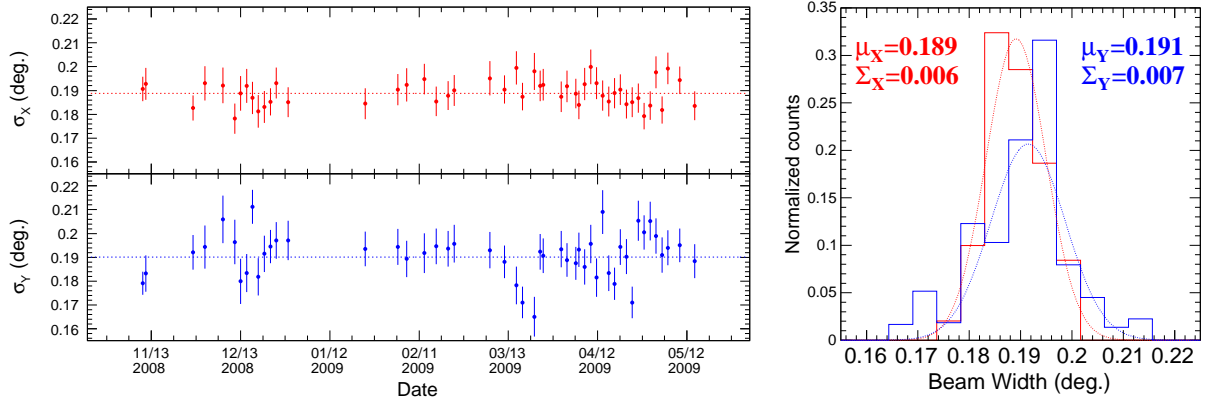 0.22
0.21
0.2
0.19
0.18
0.17
0.16
σX (deg.)
0.22
0.21
0.2
0.19
0.18
0.17
0.16
σY (deg.)
11/13 12/13 01/12 02/11 03/13 04/12 05/12
2008 2008 2009 2009 2009 2009 2009
Date
0.35
0.3
0.25
0.2
0.15
0.1
0.05
0
Normalized counts
μX=0.189 μY=0.191
ΣX=0.006 ΣY=0.007
0.16 0.17 0.18 0.19 0.2 0.21 0.22
Beam Width (deg.)